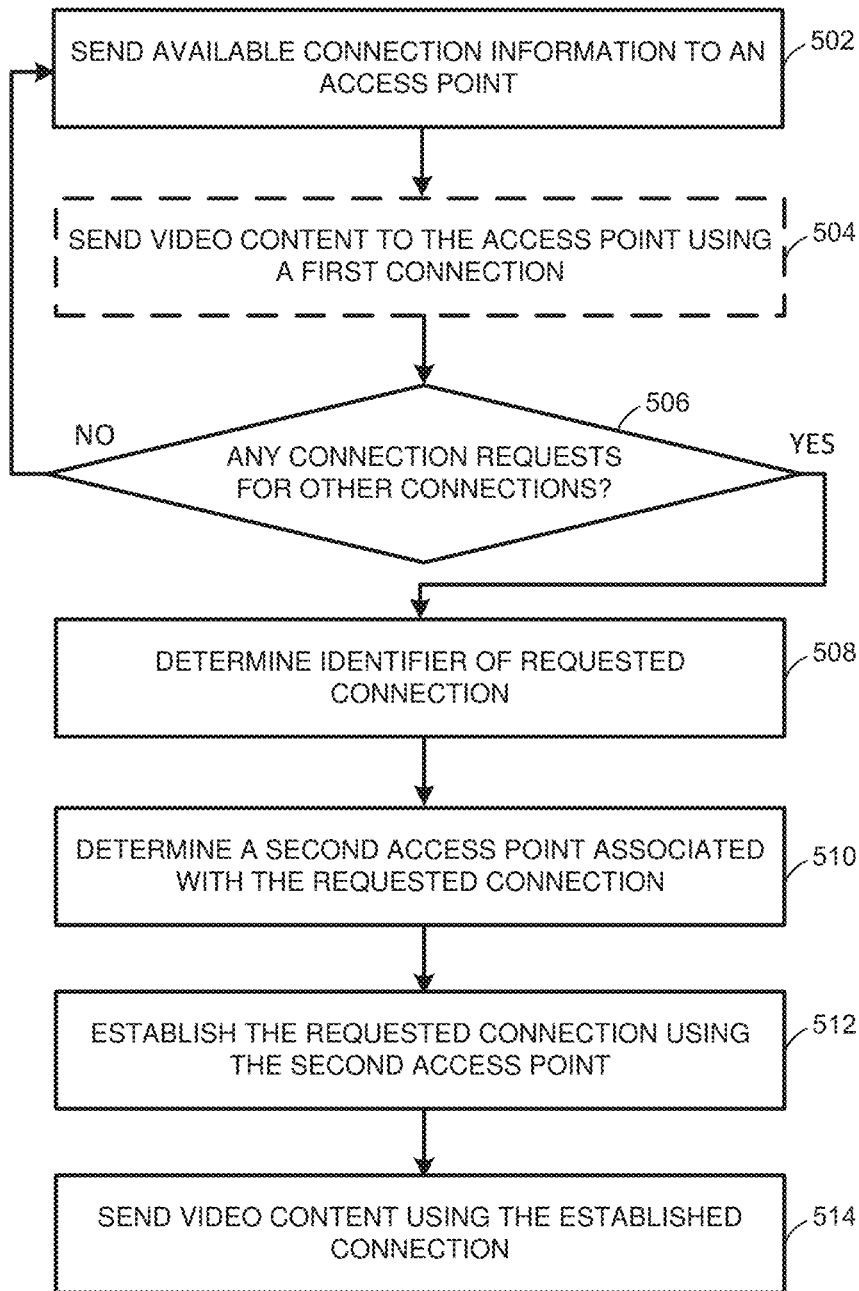 SEND AVAILABLE CONNECTION INFORMATION TO AN
ACCESS POINT
502
SEND VIDEO CONTENT TO THE ACCESS POINT USING
A FIRST CONNECTION
504
506
NO
YES
ANY CONNECTION REQUESTS
FOR OTHER CONNECTIONS?
DETERMINE IDENTIFIER OF REQUESTED
CONNECTION
508
DETERMINE A SECOND ACCESS POINT ASSOCIATED
WITH THE REQUESTED CONNECTION
510
ESTABLISH THE REQUESTED CONNECTION USING
THE SECOND ACCESS POINT
512
SEND VIDEO CONTENT USING THE ESTABLISHED
CONNECTION
514